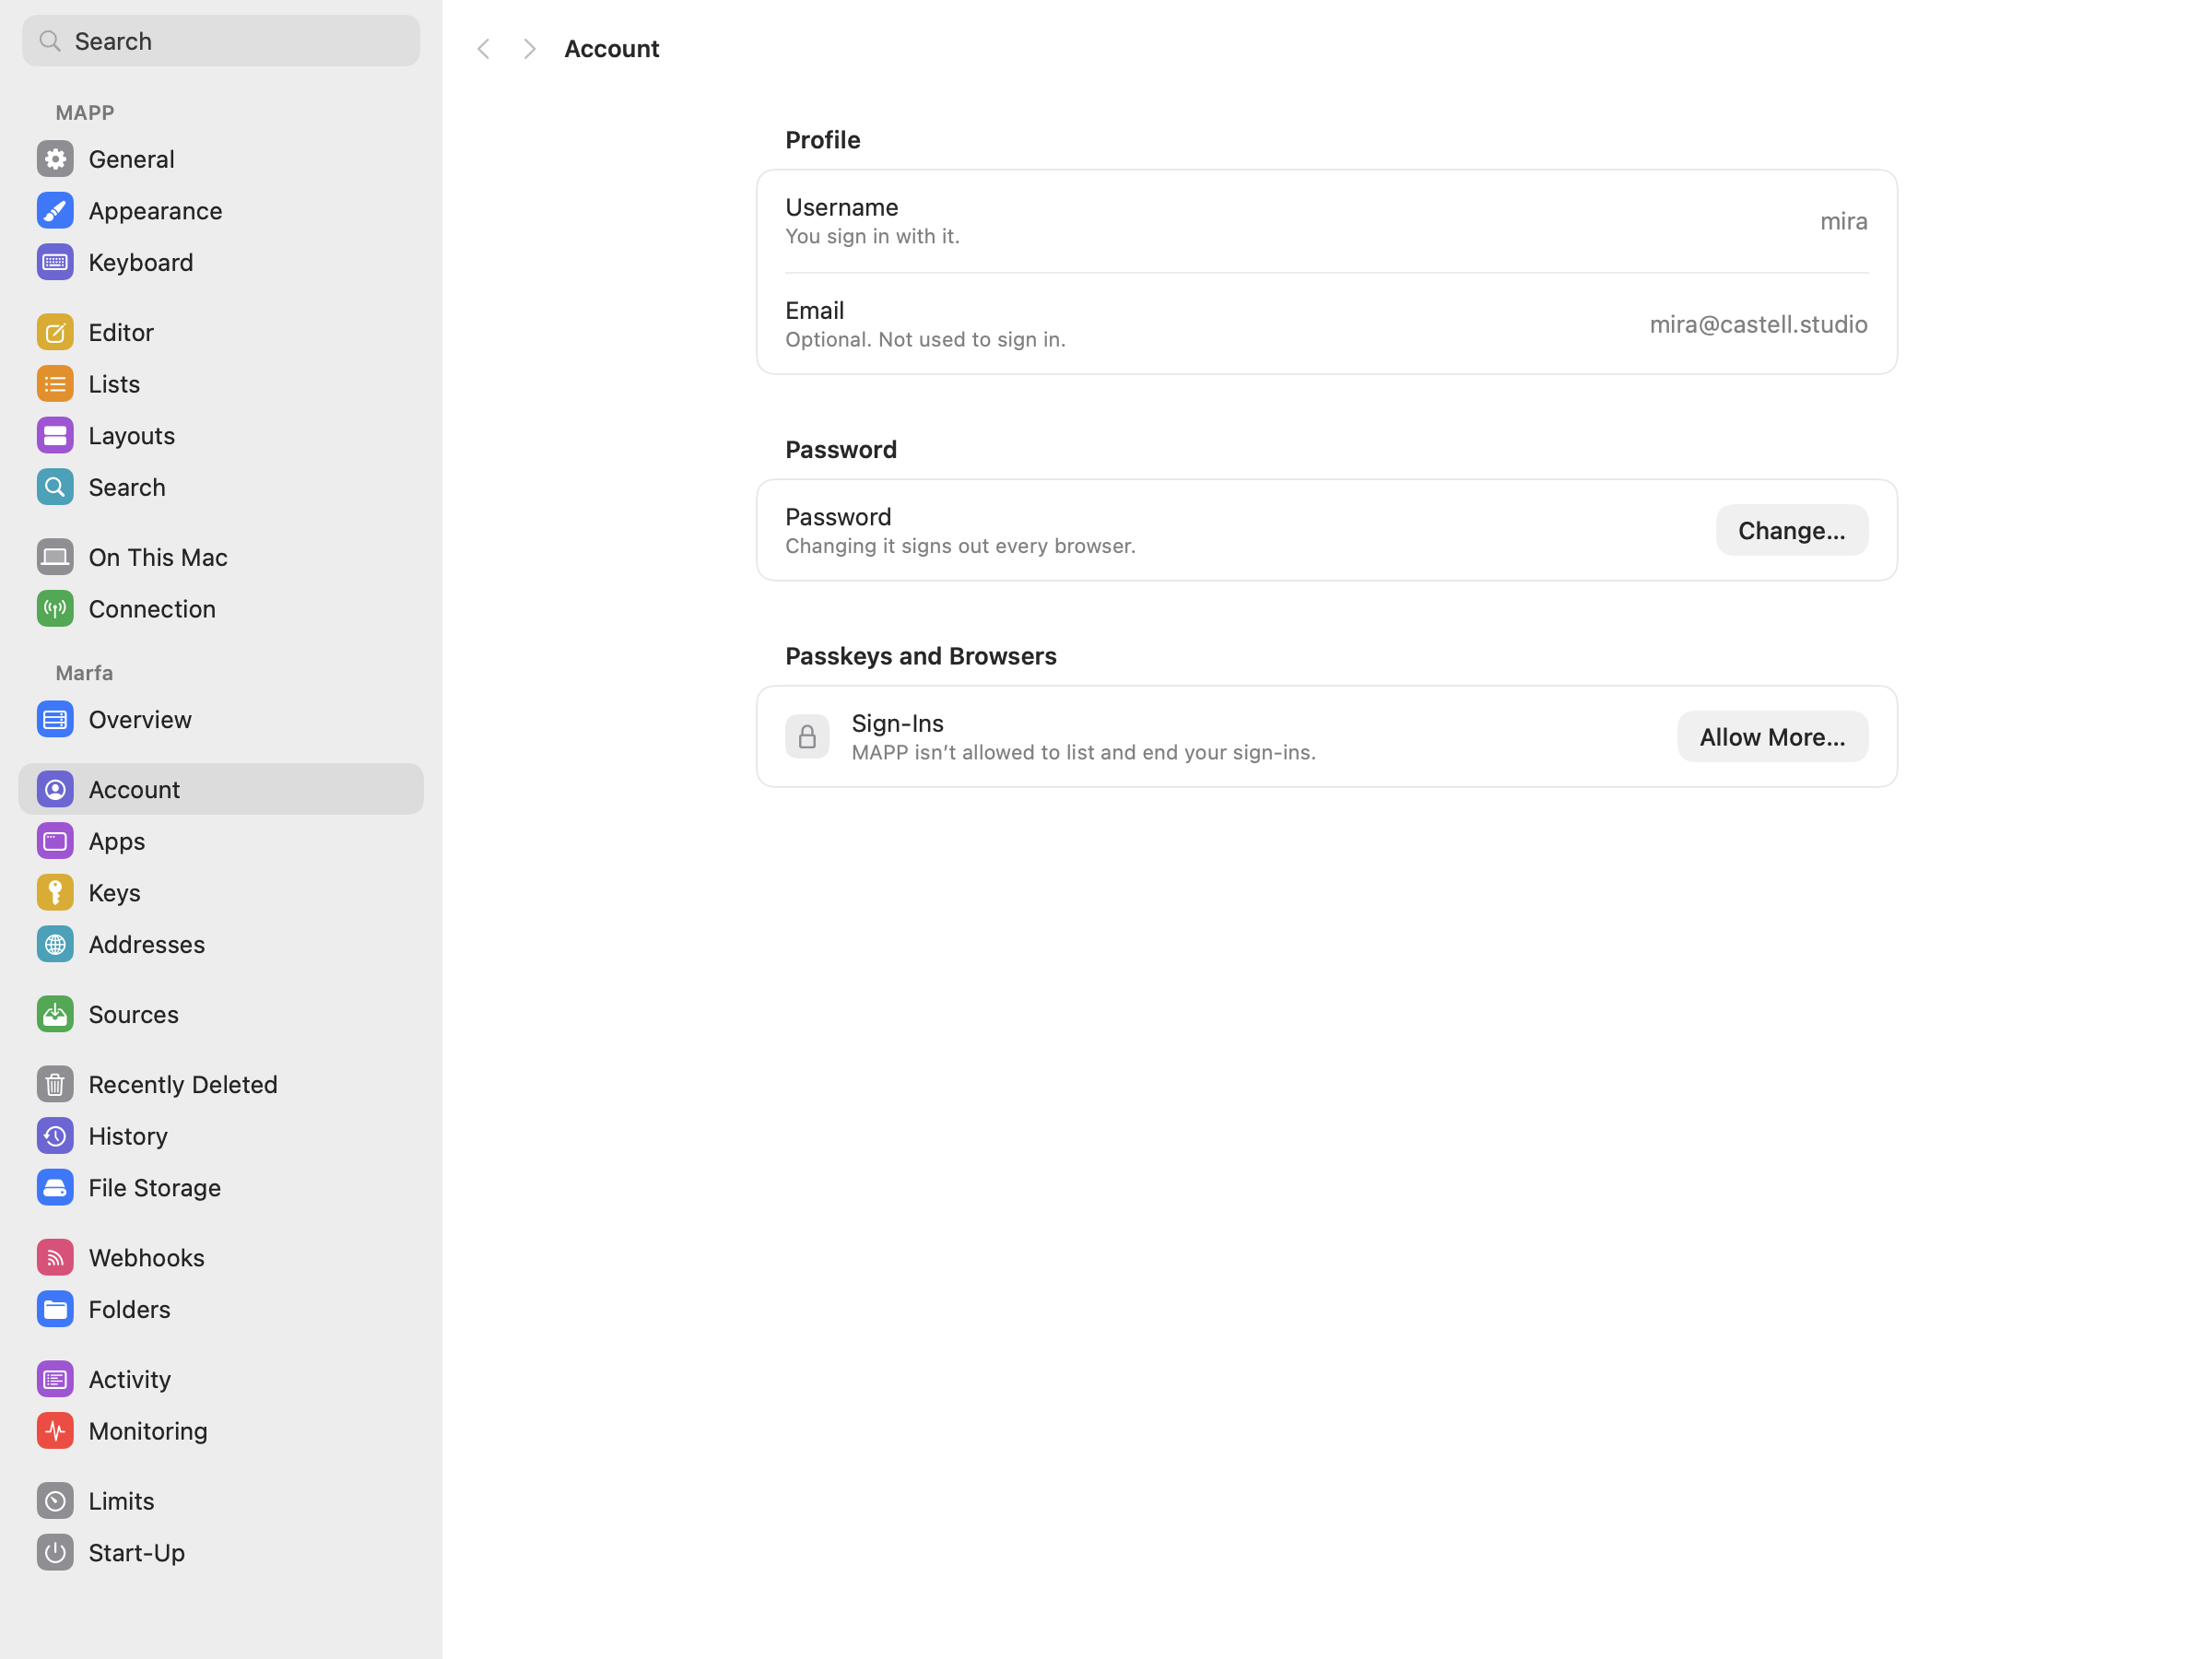 Search
MAPP
General
Appearance
Keyboard
Editor
Lists
Layouts
Search
On This Mac
Connection
Marfa
Overview
Account
Apps
Keys
Addresses
Sources
Recently Deleted
History
File Storage
Webhooks
Folders
Activity
Monitoring
Limits
Start-Up
Account
Profile
Username
You sign in with it.
mira
Email
Optional. Not used to sign in.
mira@castell.studio
Password
Password
Changing it signs out every browser.
Change...
Passkeys and Browsers
Sign-Ins
MAPP isn’t allowed to list and end your sign-ins.
Allow More...